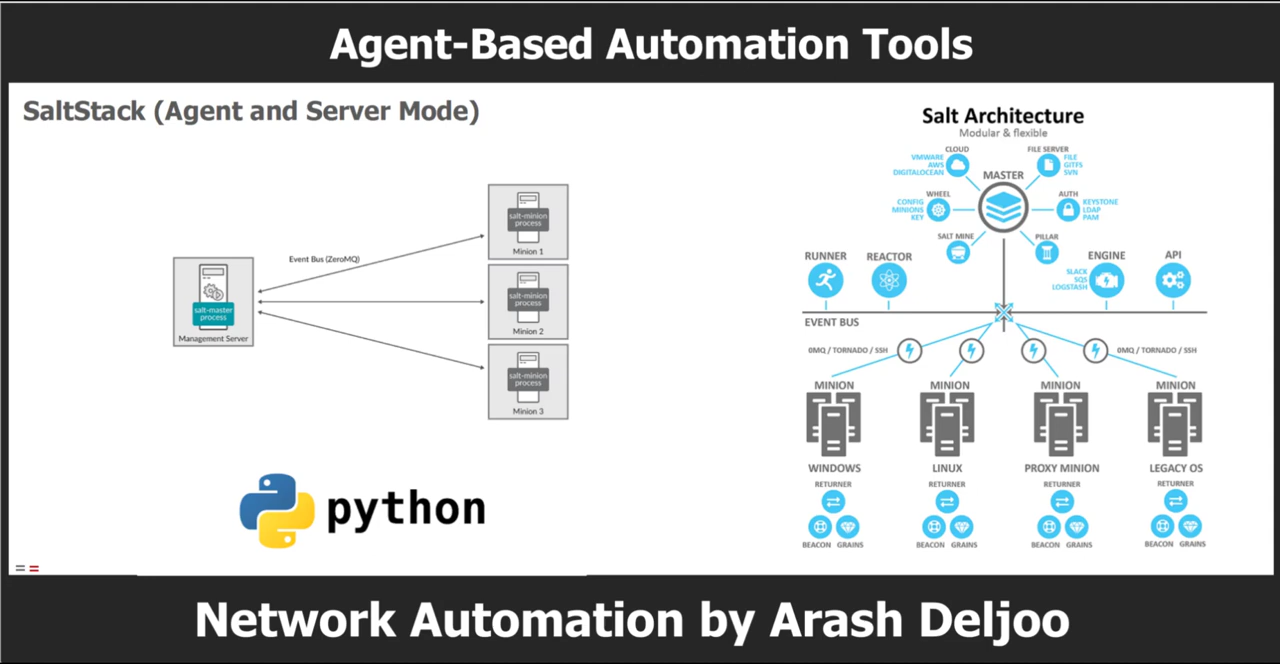 Agent-Based Automation Tools
SaltStack (Agent and Server Mode)
Event Bus (ZeroMQ)
salt-master
process
Management Server
salt-minion
process
Minion 1
salt-minion
process
Minion 2
salt-minion
process
Minion 3
python
Salt Architecture
Modular & flexible
CLOUD
VMWARE
AWS
DIGITALOCEAN
FILE SERVER
FILE
GITFS
SVN
MASTER
WHEEL
CONFIG
MINIONS
KEY
AUTH
KEYSTONE
LDAP
PAM
SALT MINE
PILLAR
RUNNER
REACTOR
ENGINE
SLACK
SQS
LOGSTASH
API
EVENT BUS
0MQ / TORNADO / SSH
0MQ / TORNADO / SSH
MINION
MINION
MINION
MINION
WINDOWS
LINUX
PROXY MINION
LEGACY OS
RETURNER
RETURNER
RETURNER
RETURNER
BEACON GRAINS
BEACON GRAINS
BEACON GRAINS
BEACON GRAINS
Network Automation by Arash Deljoo